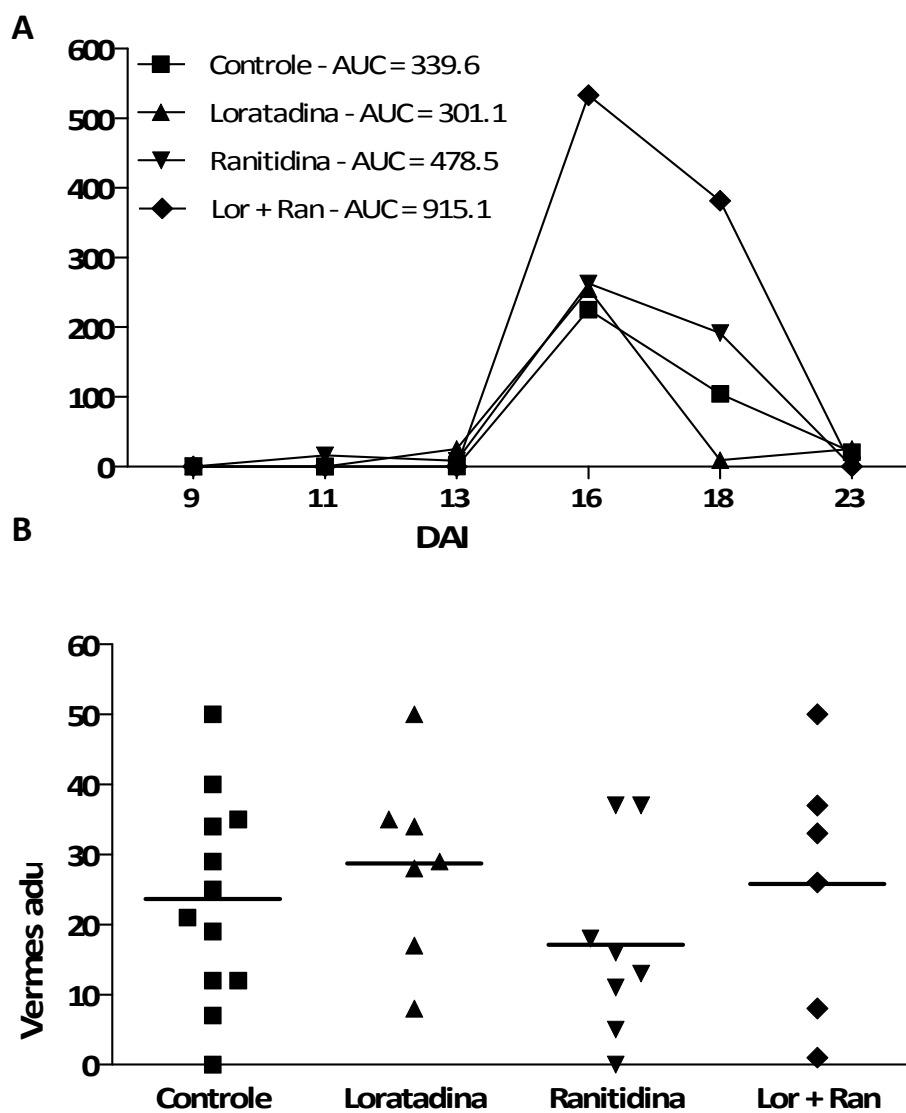 A
600
500
400
300
200
100
0
Controle - AUC = 339.6
Loratadina - AUC = 301.1
Ranitidina - AUC = 478.5
Lor + Ran - AUC = 915.1
9 11 13 16 18 23
DAI
B
60
50
40
30
20
10
0
Vermes adu
Controle Loratadina Ranitidina Lor + Ran